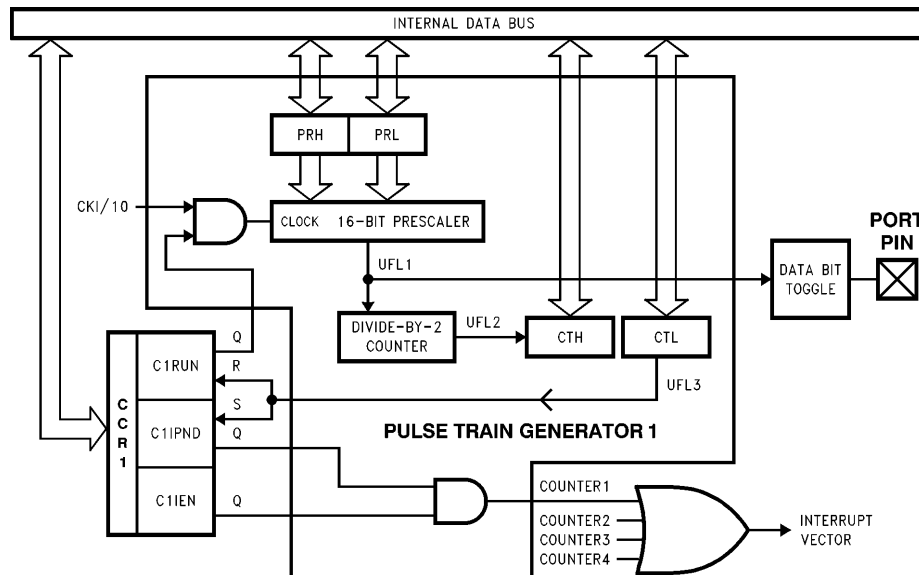 INTERNAL DATA BUS
PRH PRL
CKI/10
CLOCK 16-BIT PRESCALER
PORT
PIN
UFL1
DATA BIT
TOGGLE
DIVIDE-BY-2
COUNTER
UFL2
CTH
CTL
UFL3
CCR1
C1RUN
Q
R
S
C1IPND
Q
C1IEN
Q
PULSE TRAIN GENERATOR 1
COUNTER1
COUNTER2
COUNTER3
COUNTER4
INTERRUPT
VECTOR